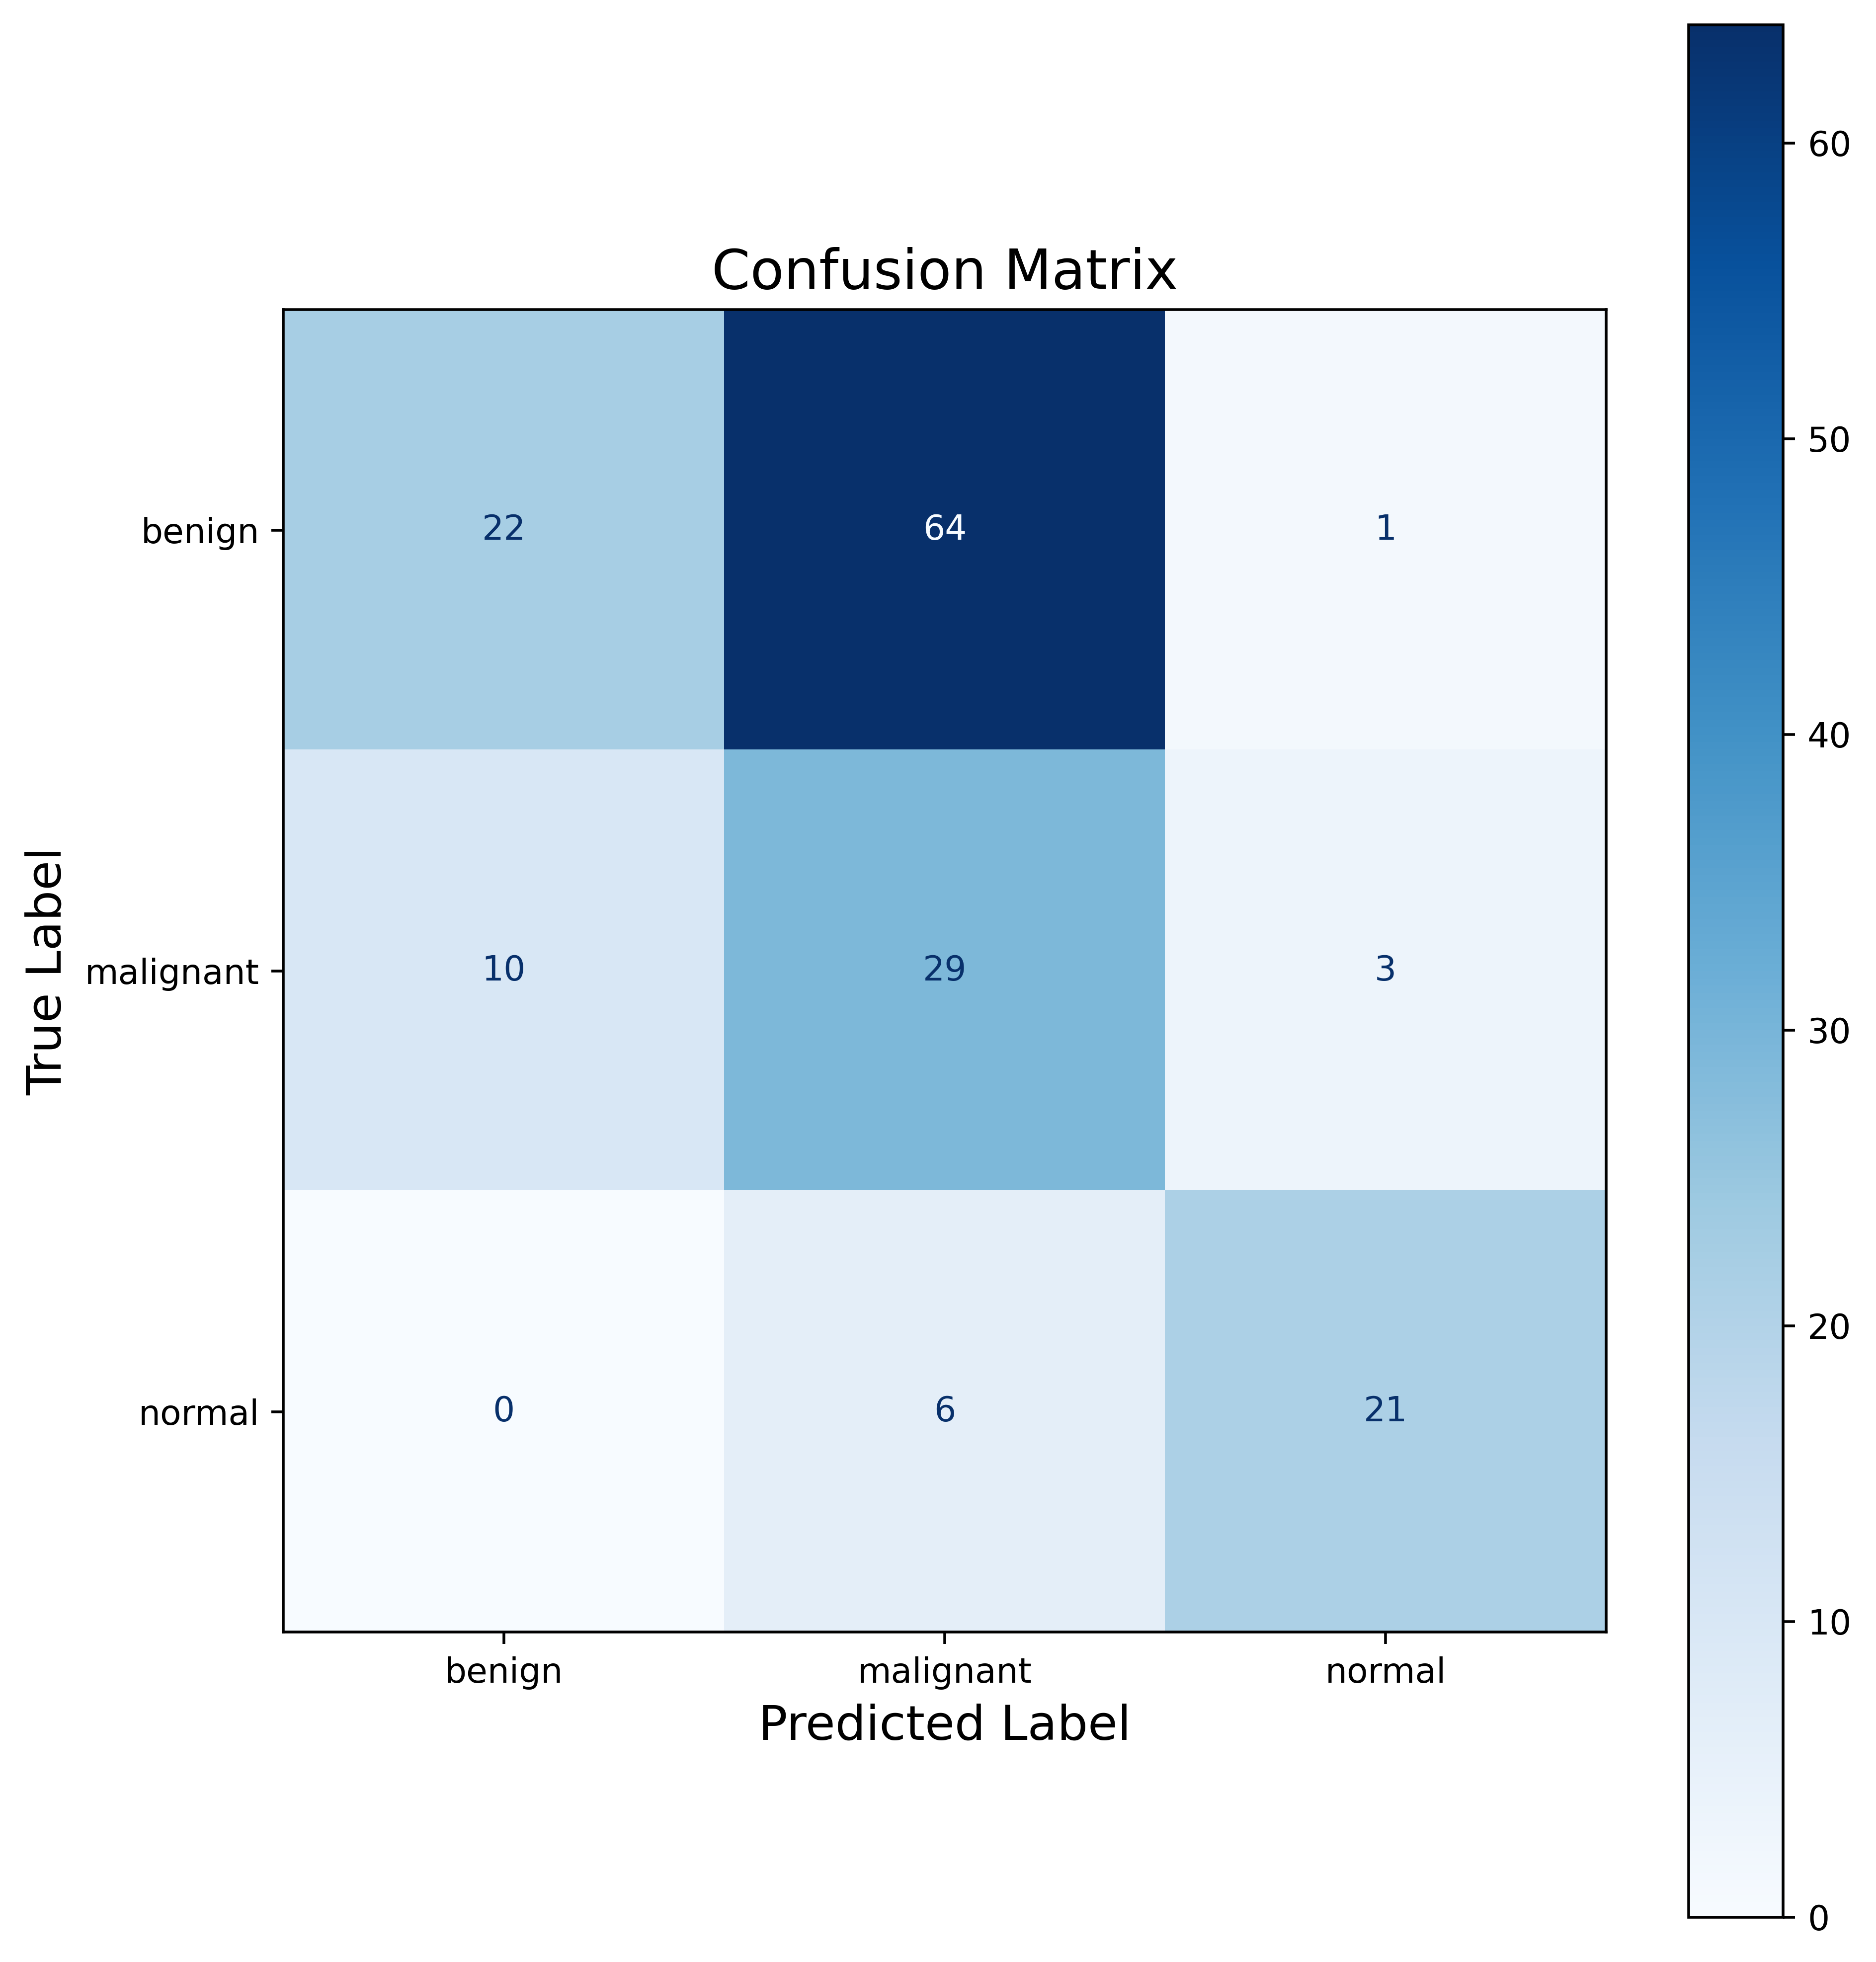 Confusion Matrix
True Label
benign
22
64
1
malignant
10
29
3
normal
0
6
21
benign
malignant
normal
Predicted Label
60
50
40
30
20
10
0